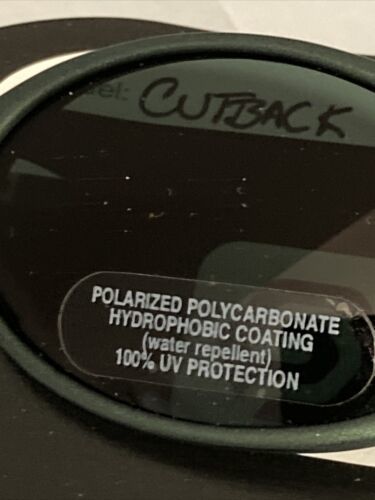 CUTBACK
POLARIZED POLYCARBONATE
HYDROPHOBIC COATING
(water repellent)
100% UV PROTECTION